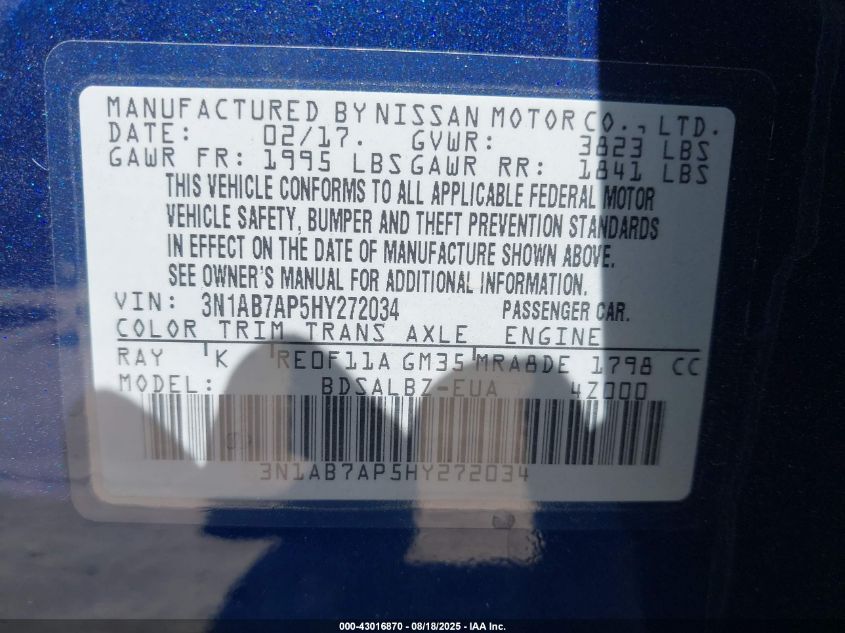 MANUFACTURED BY NISSAN MOTOR CO., LTD.
DATE: 02/17. GVWR: 3823 LBS
GAWR FR: 1995 LBS GAWR RR: 1841 LBS
THIS VEHICLE CONFORMS TO ALL APPLICABLE FEDERAL MOTOR
VEHICLE SAFETY, BUMPER AND THEFT PREVENTION STANDARDS
IN EFFECT ON THE DATE OF MANUFACTURE SHOWN ABOVE.
SEE OWNER'S MANUAL FOR ADDITIONAL INFORMATION.
VIN: 3N1AB7AP5HY272034 PASSENGER CAR.
COLOR TRIM TRANS AXLE ENGINE
RAY K RE0F11A GM35 MRA8DE 1798 CC
MODEL: BDSALBZ-EUA 4Z000
3N1AB7AP5HY272034
000-43016870 - 08/18/2025 - IAA Inc.